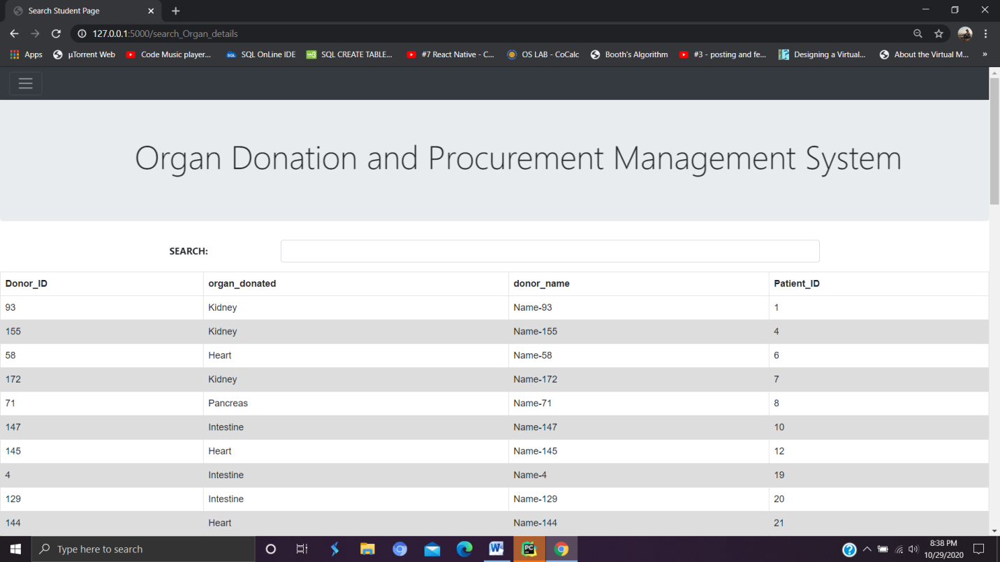 Search Student Page
127.0.0.1:5000/search_Organ_details
Apps µTorrent Web Code Music player... SQL OnLine IDE SQL CREATE TABLE... #7 React Native - C... OS LAB - CoCalc Booth's Algorithm #3 - posting and fe... Designing a Virtual... About the Virtual M... »
Organ Donation and Procurement Management System
SEARCH:
Donor_ID organ_donated donor_name Patient_ID
93 Kidney Name-93 1
155 Kidney Name-155 4
58 Heart Name-58 6
172 Kidney Name-172 7
71 Pancreas Name-71 8
147 Intestine Name-147 10
145 Heart Name-145 12
4 Intestine Name-4 19
129 Intestine Name-129 20
144 Heart Name-144 21
Type here to search
8:38 PM
10/29/2020